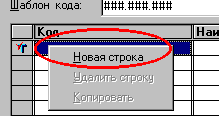 Шаблон кода: ###.###.###
Код Наи
Новая строка
Удалить строку
Копировать